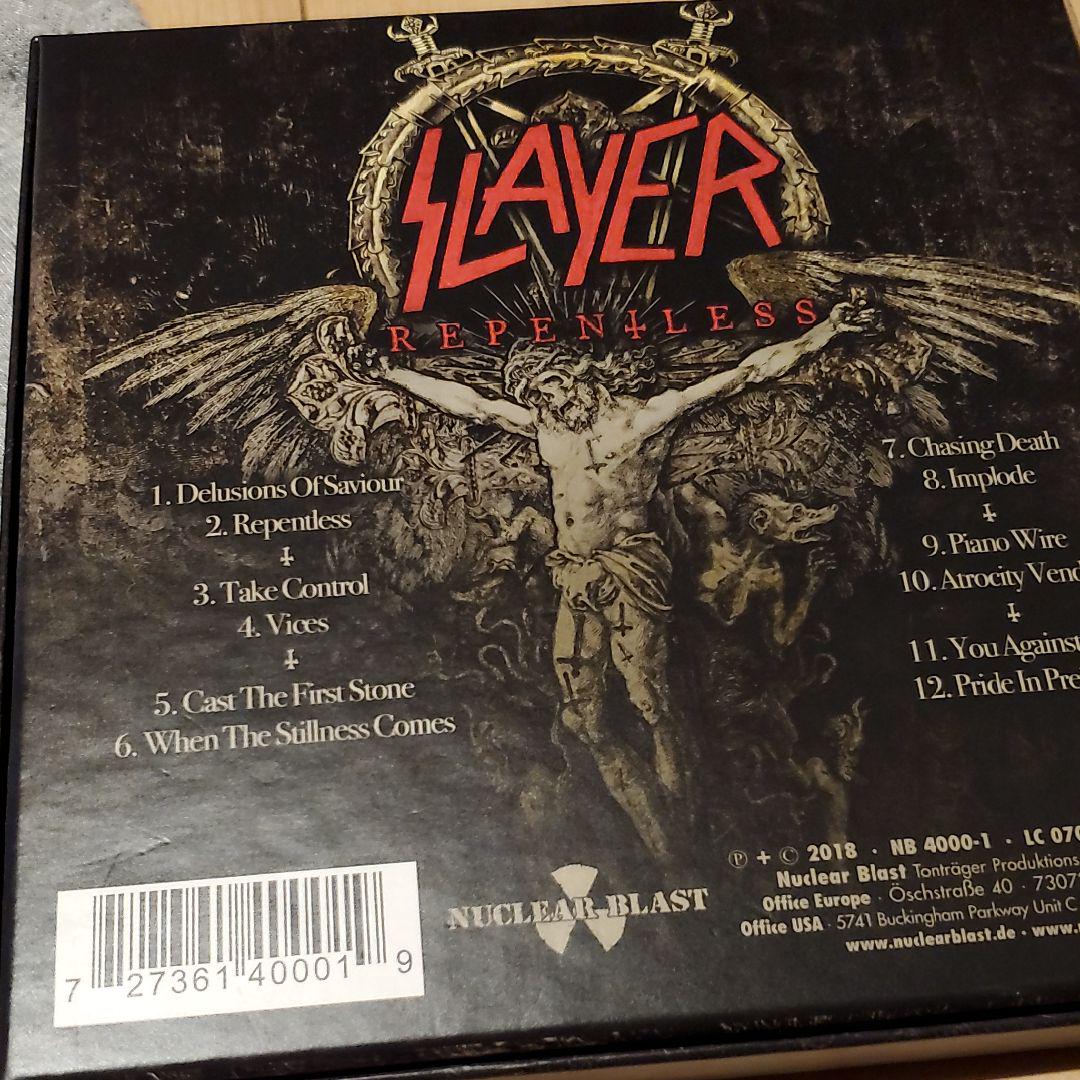 SLAYER
REPENTLESS
1. Delusions Of Saviour
2. Repentless
3. Take Control
4. Vices
5. Cast The First Stone
6. When The Stillness Comes
7. Chasing Death
8. Implode
9. Piano Wire
10. Atrocity Vend
11. You Against
12. Pride In Pre
℗ + © 2018 · NB 4000-1 · LC 070
Nuclear Blast Tonträger Produktions
Office Europe · Öschstraße 40 · 7307
Office USA · 5741 Buckingham Parkway Unit C
www.nuclearblast.de · www.
NUCLEAR BLAST
7 27361 40001 9